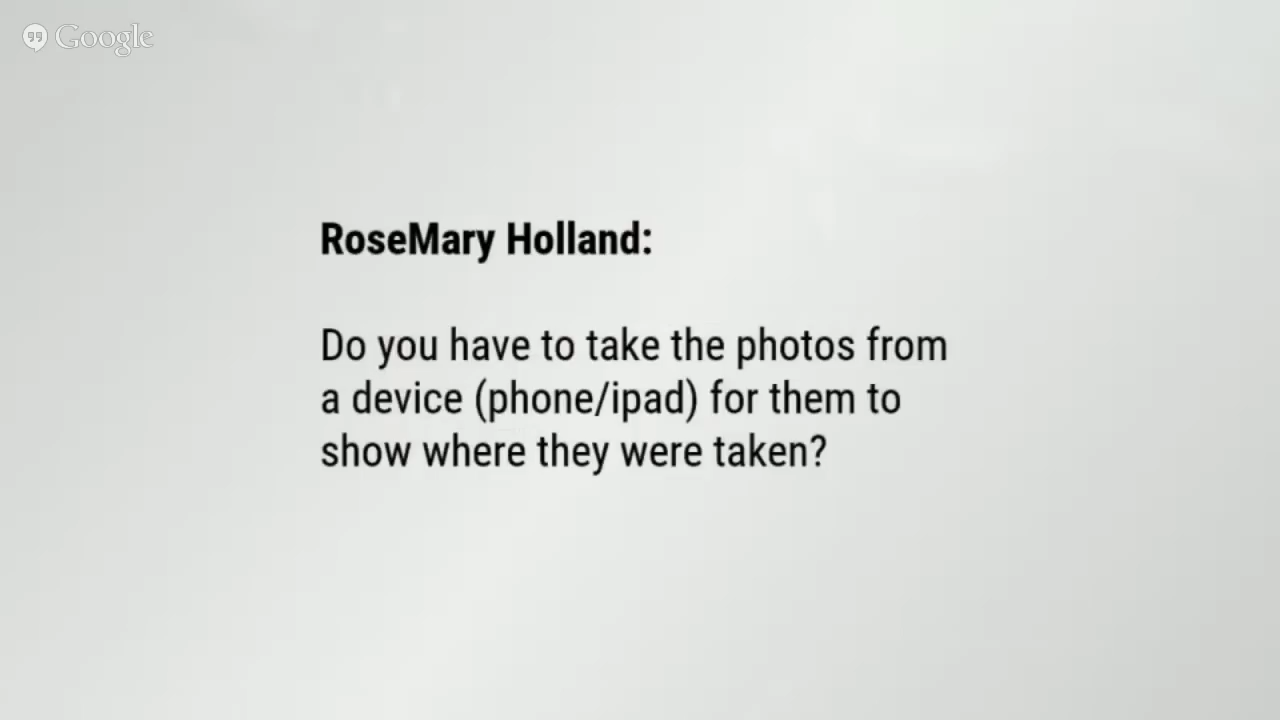 Google
RoseMary Holland:
Do you have to take the photos from
a device (phone/ipad) for them to
show where they were taken?